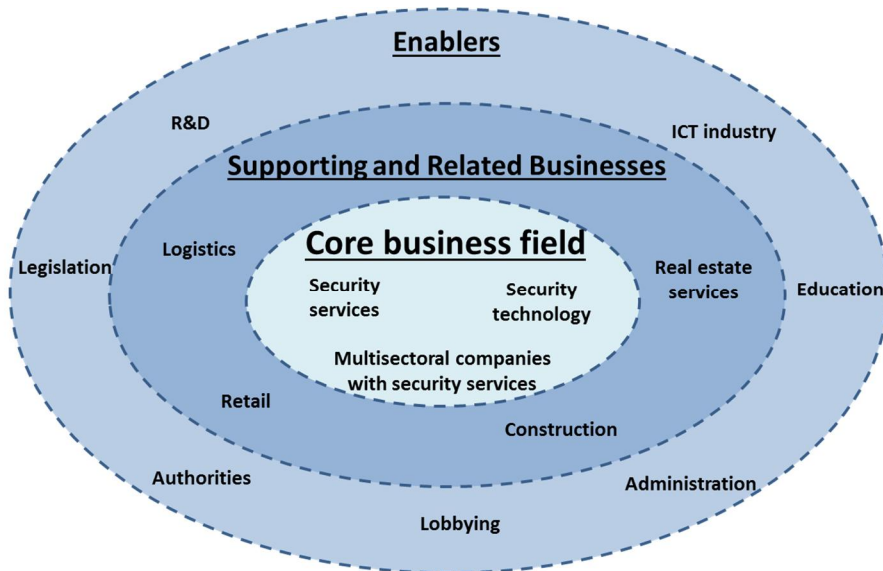 Enablers
R&D
ICT industry
Supporting and Related Businesses
Core business field
Logistics
Legislation
Real estate
services
Education
Security
services
Security
technology
Multisectoral companies
with security services
Retail
Construction
Authorities
Administration
Lobbying